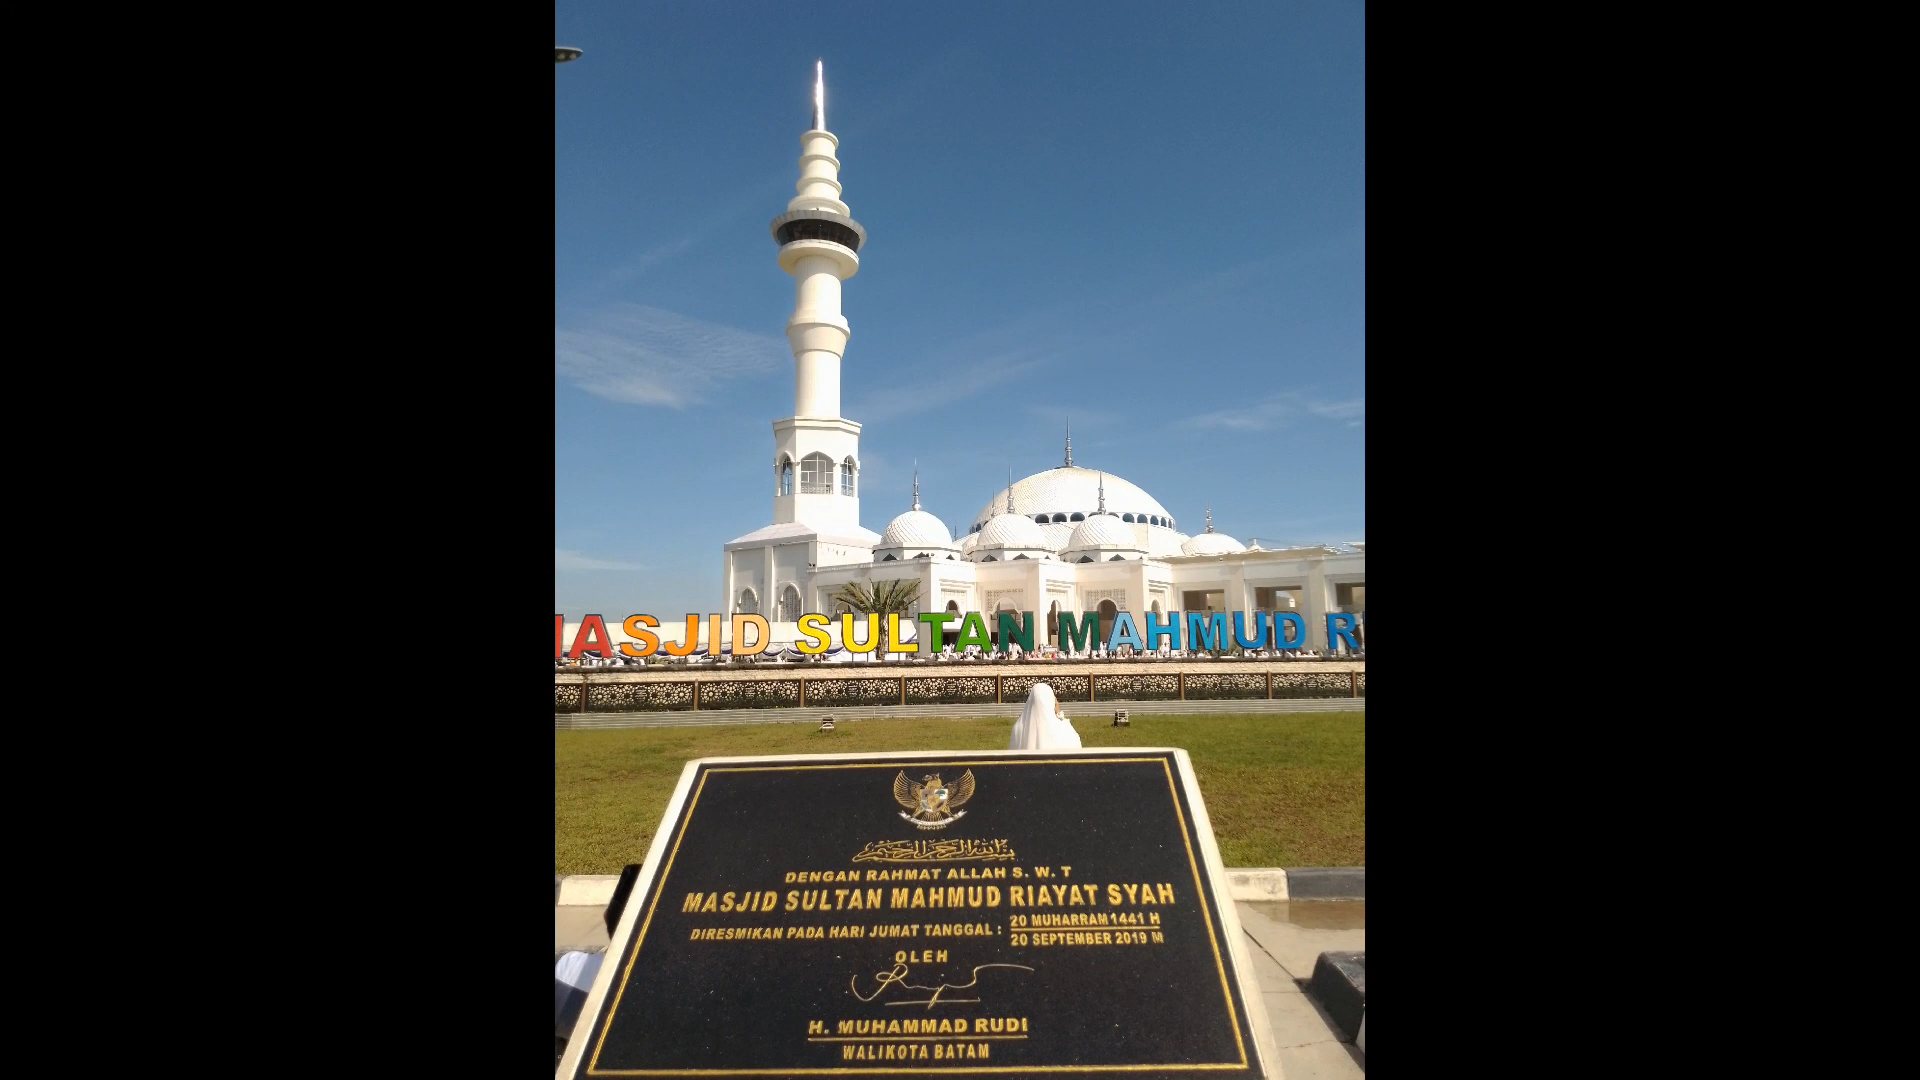 MASJID SULTAN MAHMUD R
بسم الله الرحمن الرحيم
DENGAN RAHMAT ALLAH S. W. T
MASJID SULTAN MAHMUD RIAYAT SYAH
DIRESMIKAN PADA HARI JUMAT TANGGAL : 20 MUHARRAM 1441 H
20 SEPTEMBER 2019 M
OLEH
H. MUHAMMAD RUDI
WALIKOTA BATAM